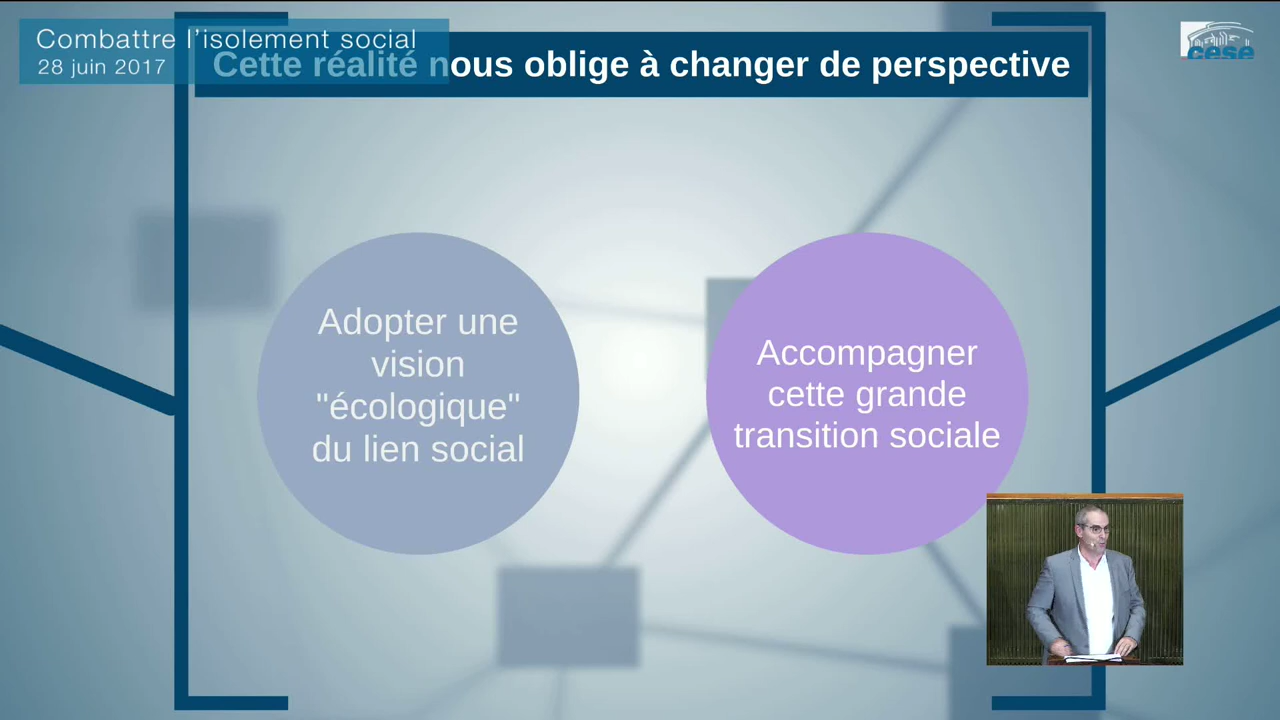 Combattre l’isolement social
28 juin 2017
Cette réalité nous oblige à changer de perspective
cese
Adopter une
vision
"écologique"
du lien social
Accompagner
cette grande
transition sociale